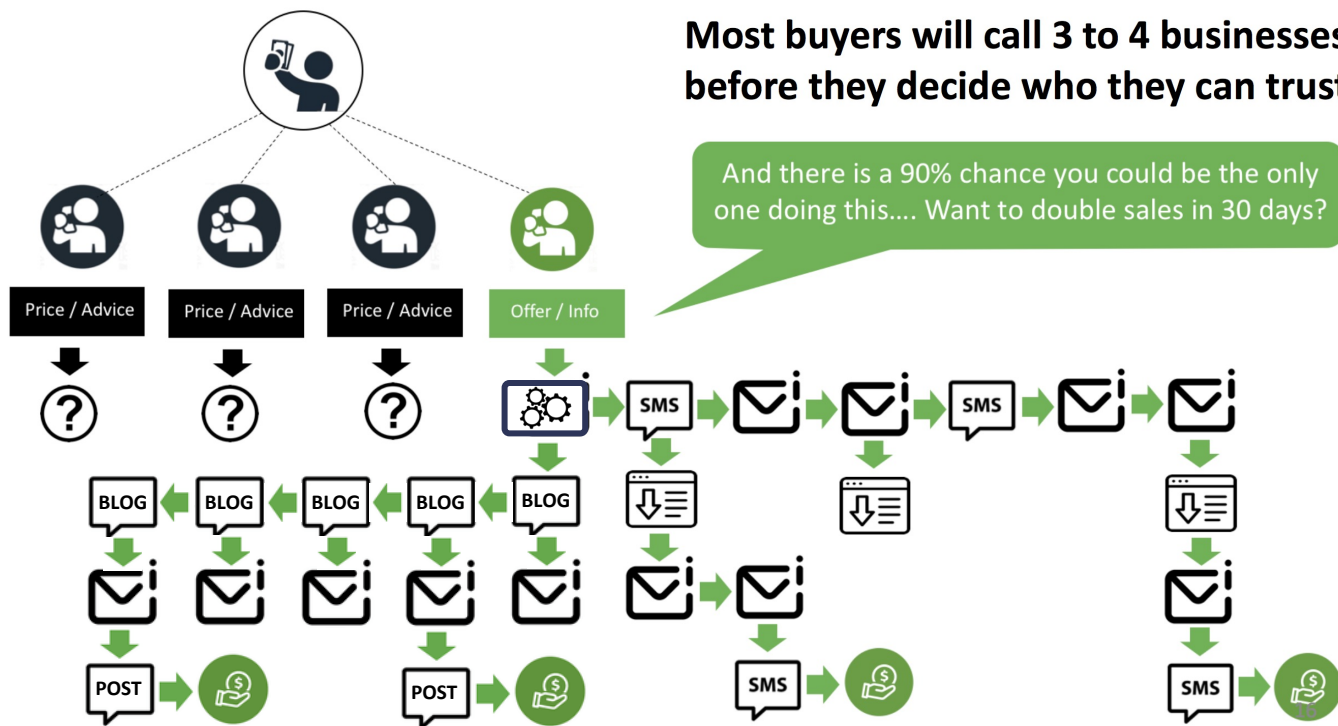 Most buyers will call 3 to 4 businesses
before they decide who they can trust
And there is a 90% chance you could be the only
one doing this.... Want to double sales in 30 days?
Price / Advice
Price / Advice
Price / Advice
Offer / Info
?
?
?
SMS
SMS
BLOG
BLOG
BLOG
BLOG
BLOG
POST
$
POST
$
SMS
$
SMS
$